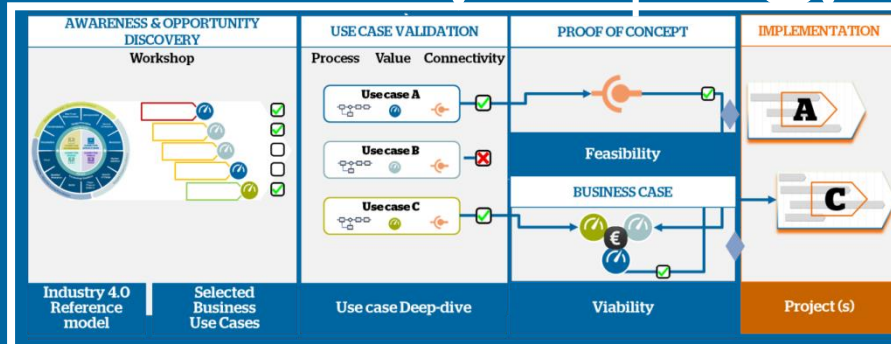 AWARENESS & OPPORTUNITY
DISCOVERY
Workshop
Industry 4.0
Reference
model
Selected
Business
Use Cases
USE CASE VALIDATION
Process Value Connectivity
Use case A
Use case B
Use case C
Use case Deep-dive
PROOF OF CONCEPT
Feasibility
BUSINESS CASE
€
Viability
IMPLEMENTATION
A
C
Project (s)